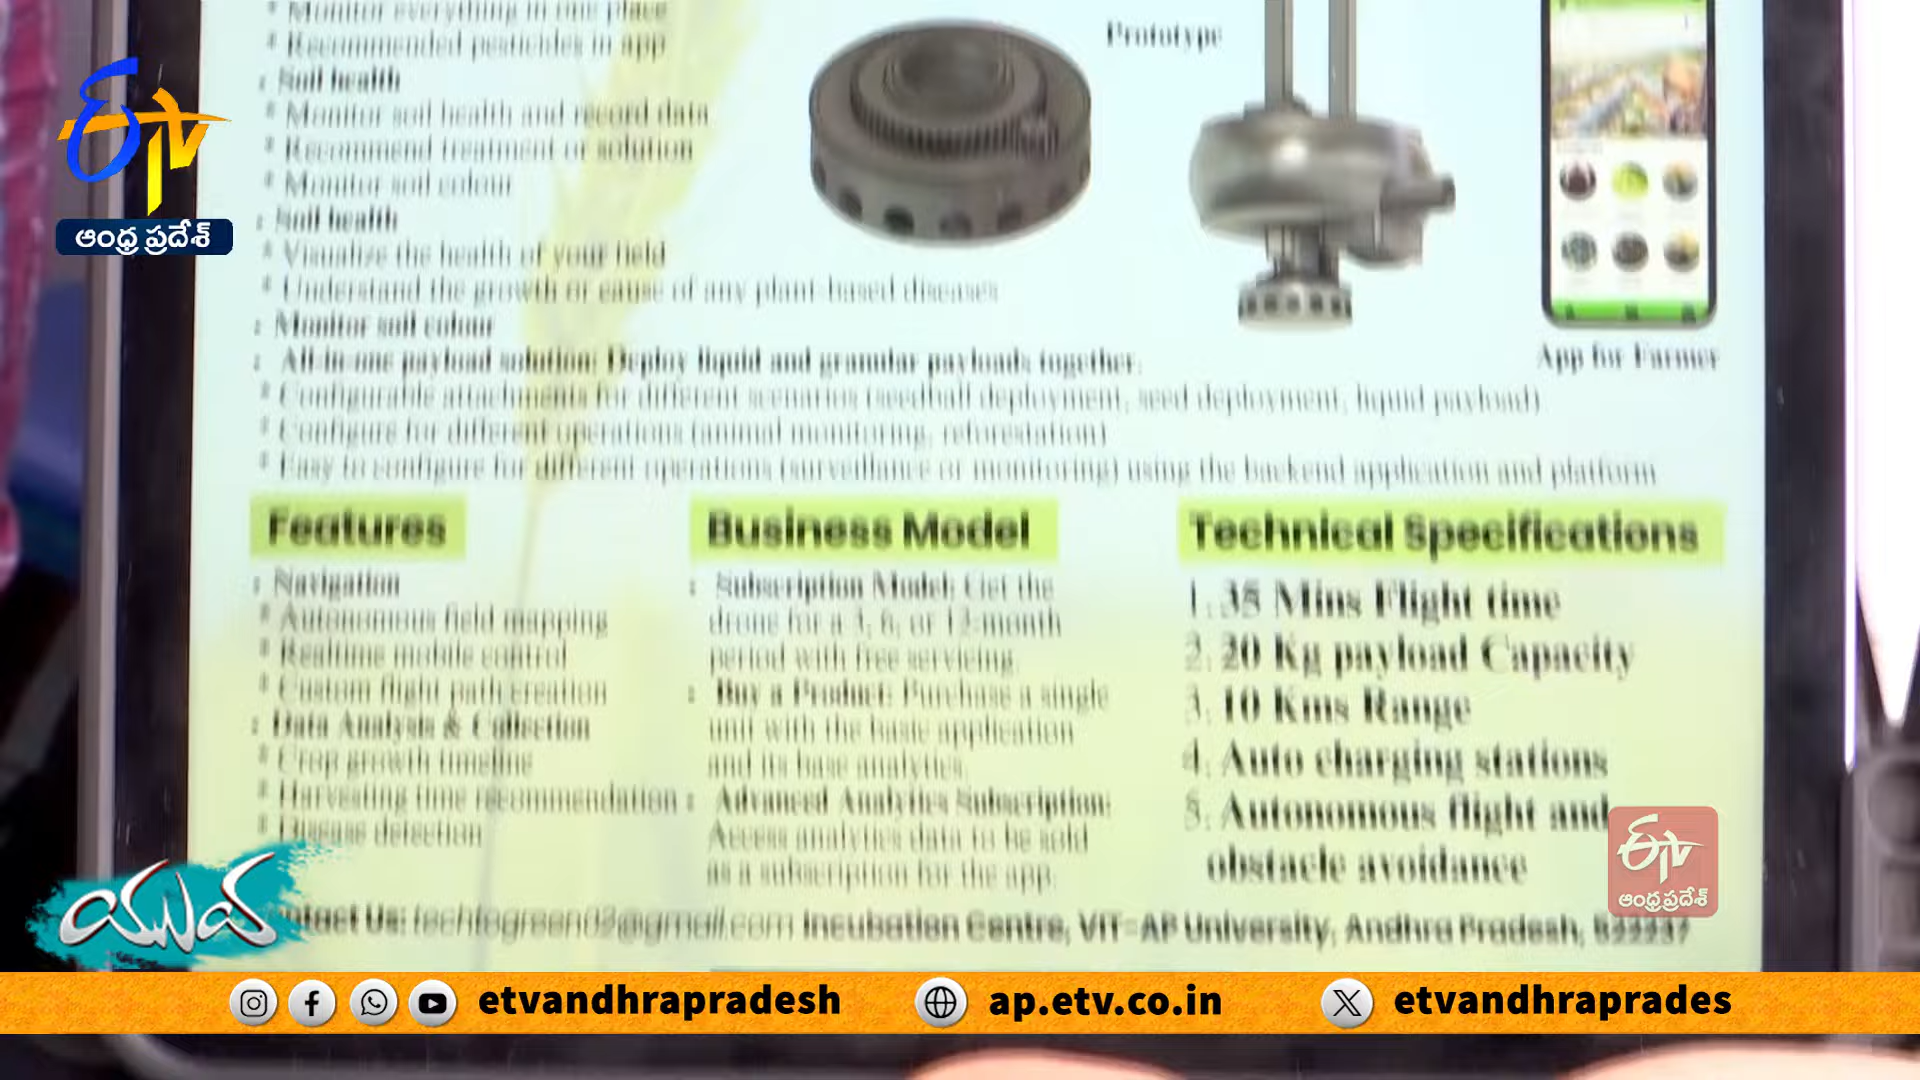 * Monitor everything in one place
* Recommended pesticides in app
: Soil health
* Monitor soil health and record data
* Recommend treatment or solution
* Monitor soil colour
: Soil health
* Visualize the health of your field
* Understand the growth or cause of any plant-based diseases
: Monitor soil colour
: All-in-one payload solution: Deploy liquid and granular payloads together.
* Configurable attachments for different scenarios (seedball deployment, seed deployment, liquid payload)
* Configure for different operations (animal monitoring, reforestation)
* Easy to configure for different operations (surveillance or monitoring) using the backend application and platform
Prototype
App for Farmer
Features
: Navigation
* Autonomous field mapping
* Realtime mobile control
* Custom flight path creation
: Data Analysis & Collection
* Crop growth timeline
* Harvesting time recommendation
* Disease detection
Business Model
: Subscription Model: Get the
drone for a 3, 6, or 12-month
period with free servicing.
: Buy a Product: Purchase a single
unit with the basic application
and its base analytics.
: Advanced Analytics Subscription:
Access analytics data to be sold
as a subscription for the app.
Technical Specifications
1. 35 Mins Flight time
2. 20 Kg payload Capacity
3. 10 Kms Range
4. Auto charging stations
5. Autonomous flight and
obstacle avoidance
ntact Us: techtogreen02@gmail.com Incubation Centre, VIT-AP University, Andhra Pradesh, 522237
ఈtv
ఆంధ్ర ప్రదేశ్
యువ
ఈtv
ఆంధ్రప్రదేశ్
etvandhrapradesh
ap.etv.co.in
etvandhraprades